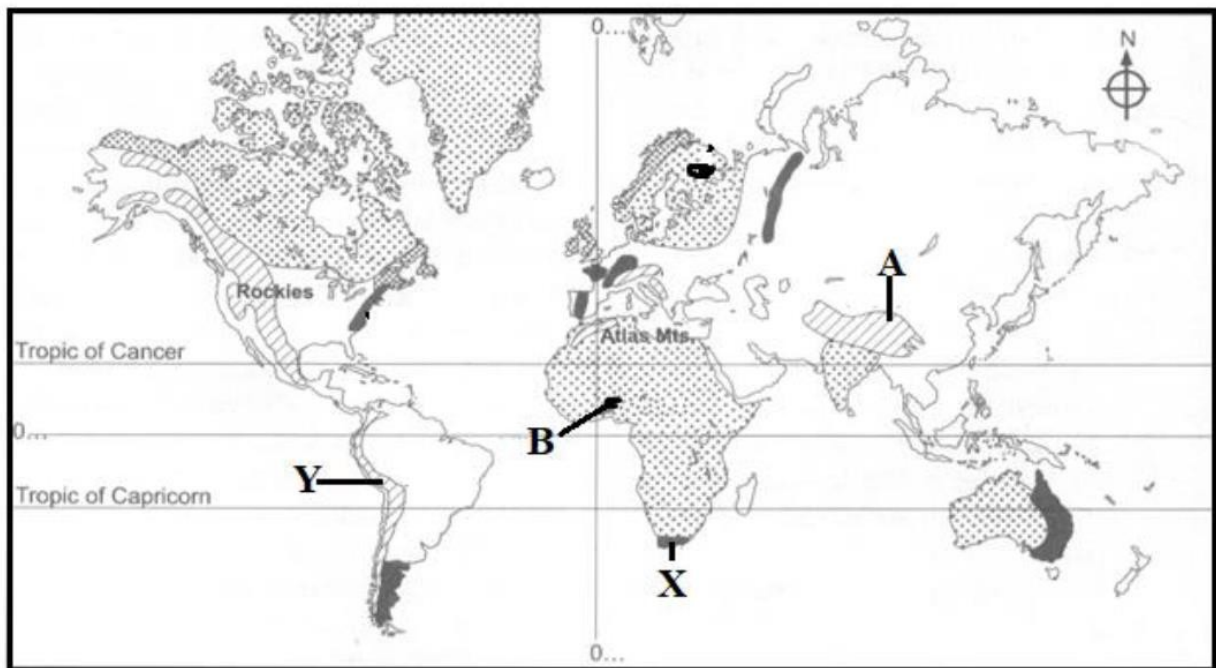 0...
N
A
Rockies
Atlas Mts.
Tropic of Cancer
B
0...
Y
Tropic of Capricorn
X
0...